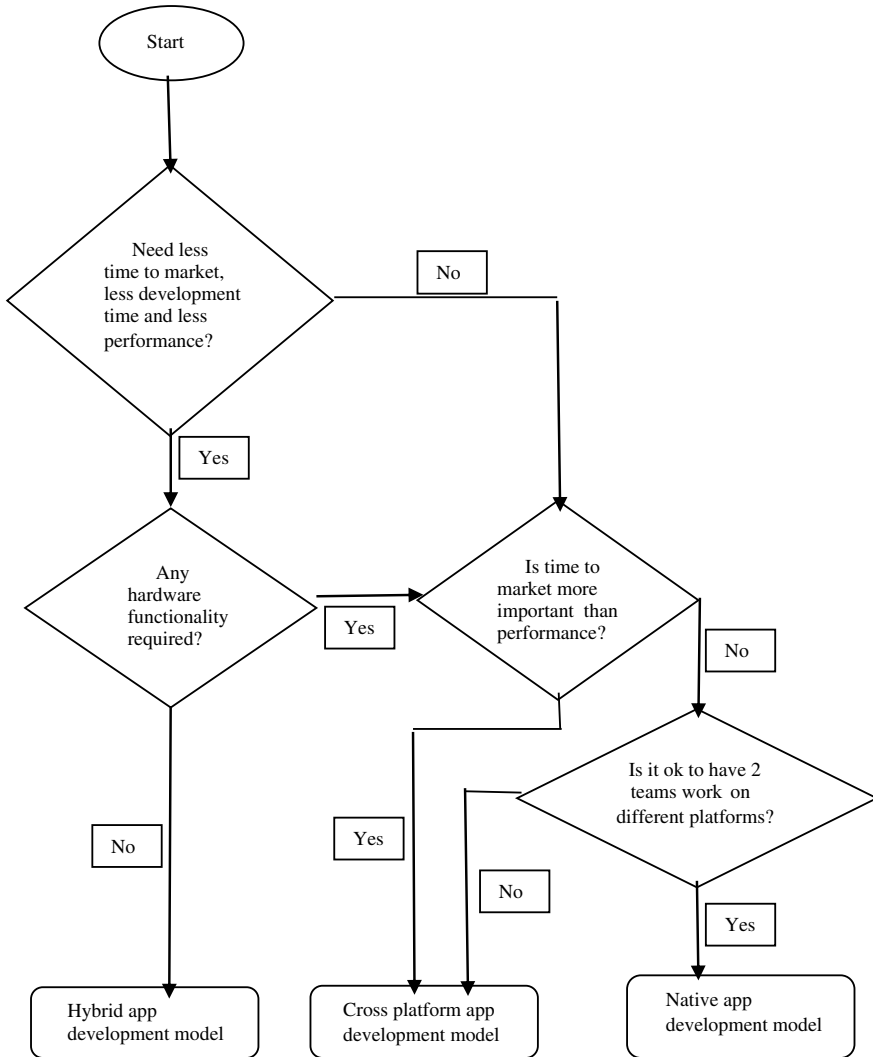 Start
Need less
time to market,
less development
time and less
performance?
No
Yes
Any
hardware
functionality
required?
Yes
Is time to
market more
important than
performance?
No
Is it ok to have 2
teams work on
different platforms?
No
Yes
No
Yes
Hybrid app
development model
Cross platform app
development model
Native app
development model